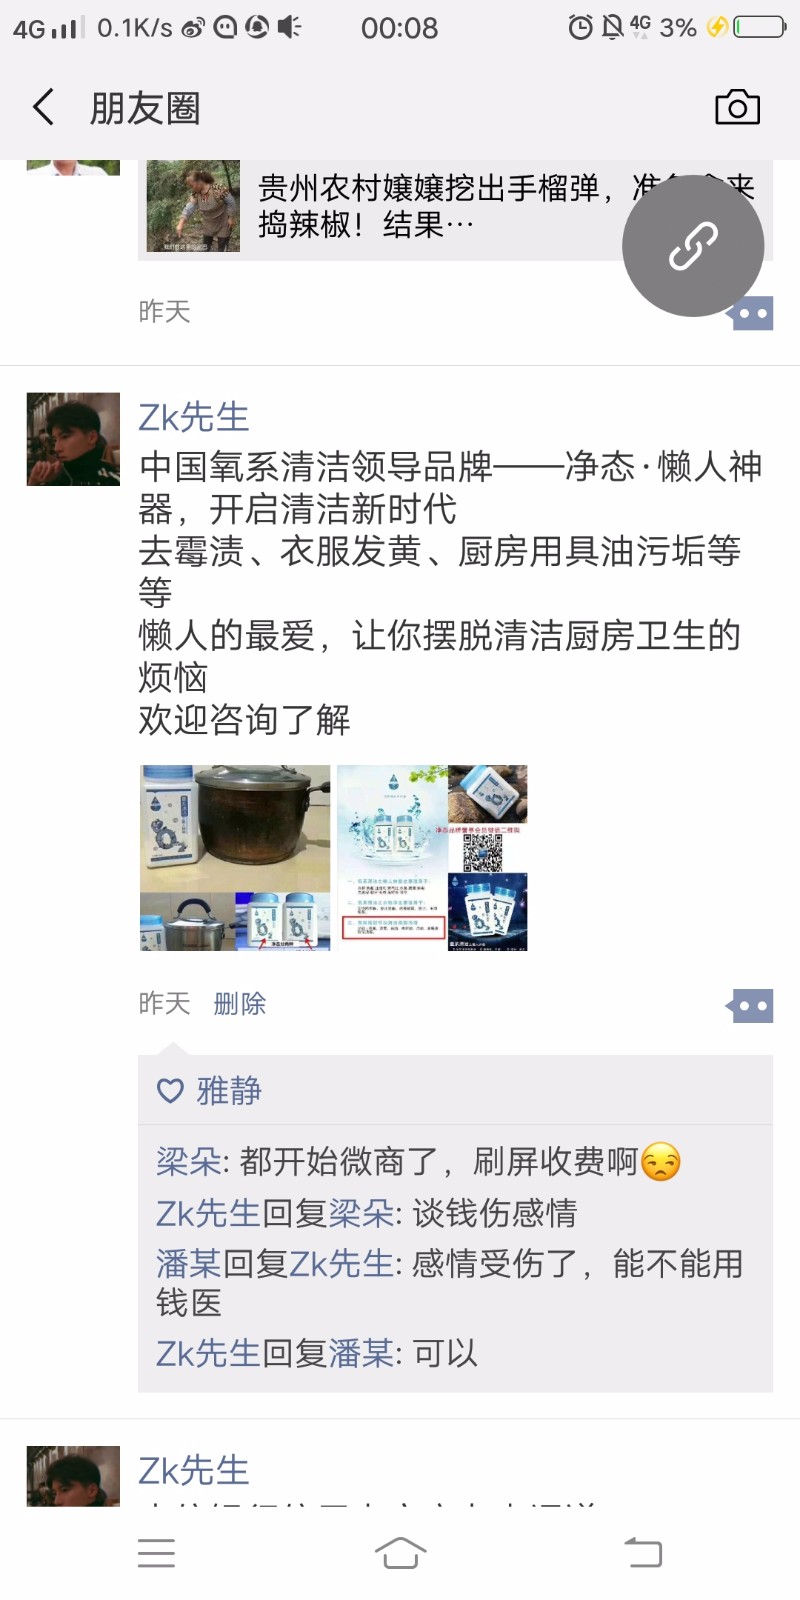 4G 0.1K/s 00:08 4G 3%
朋友圈
贵州农村嬢嬢挖出手榴弹，准备拿来
捣辣椒！结果…
昨天
Zk先生
中国氧系清洁领导品牌——净态·懒人神
器，开启清洁新时代
去霉渍、衣服发黄、厨房用具油污垢等
等
懒人的最爱，让你摆脱清洁厨房卫生的
烦恼
欢迎咨询了解
昨天 删除
雅静
梁朵: 都开始微商了，刷屏收费啊😒
Zk先生回复梁朵: 谈钱伤感情
潘某回复Zk先生: 感情受伤了，能不能用
钱医
Zk先生回复潘某: 可以
Zk先生